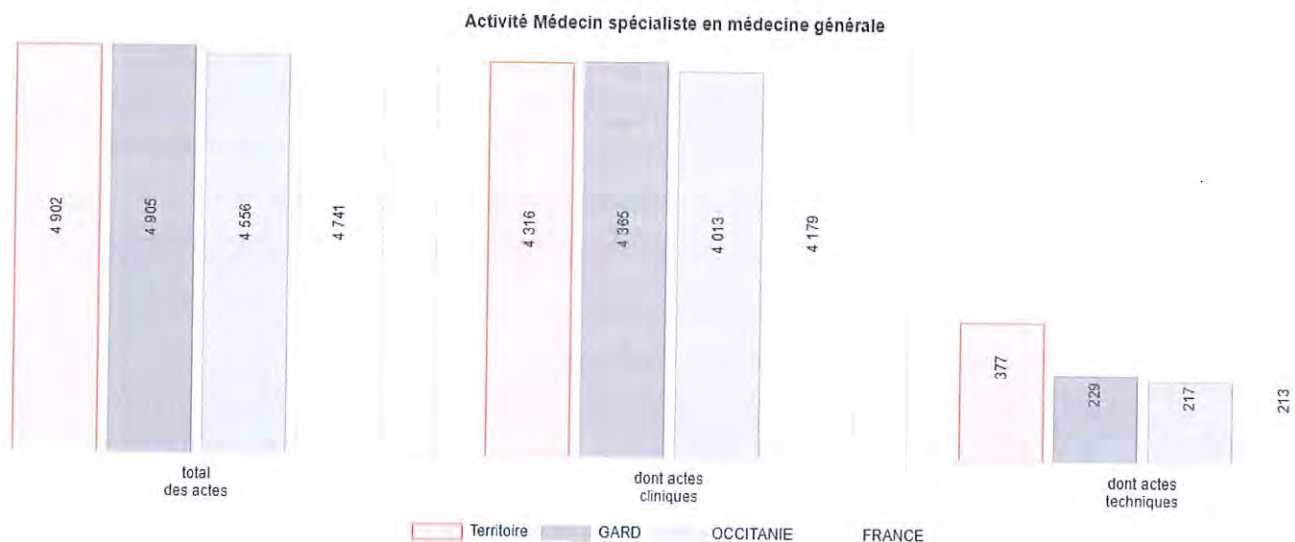 Activité Médecin spécialiste en médecine générale
4 902
4 905
4 556
4 741
4 316
4 365
4 013
4 179
377
229
217
213
total
des actes
dont actes
cliniques
dont actes
techniques
Territoire
GARD
OCCITANIE
FRANCE